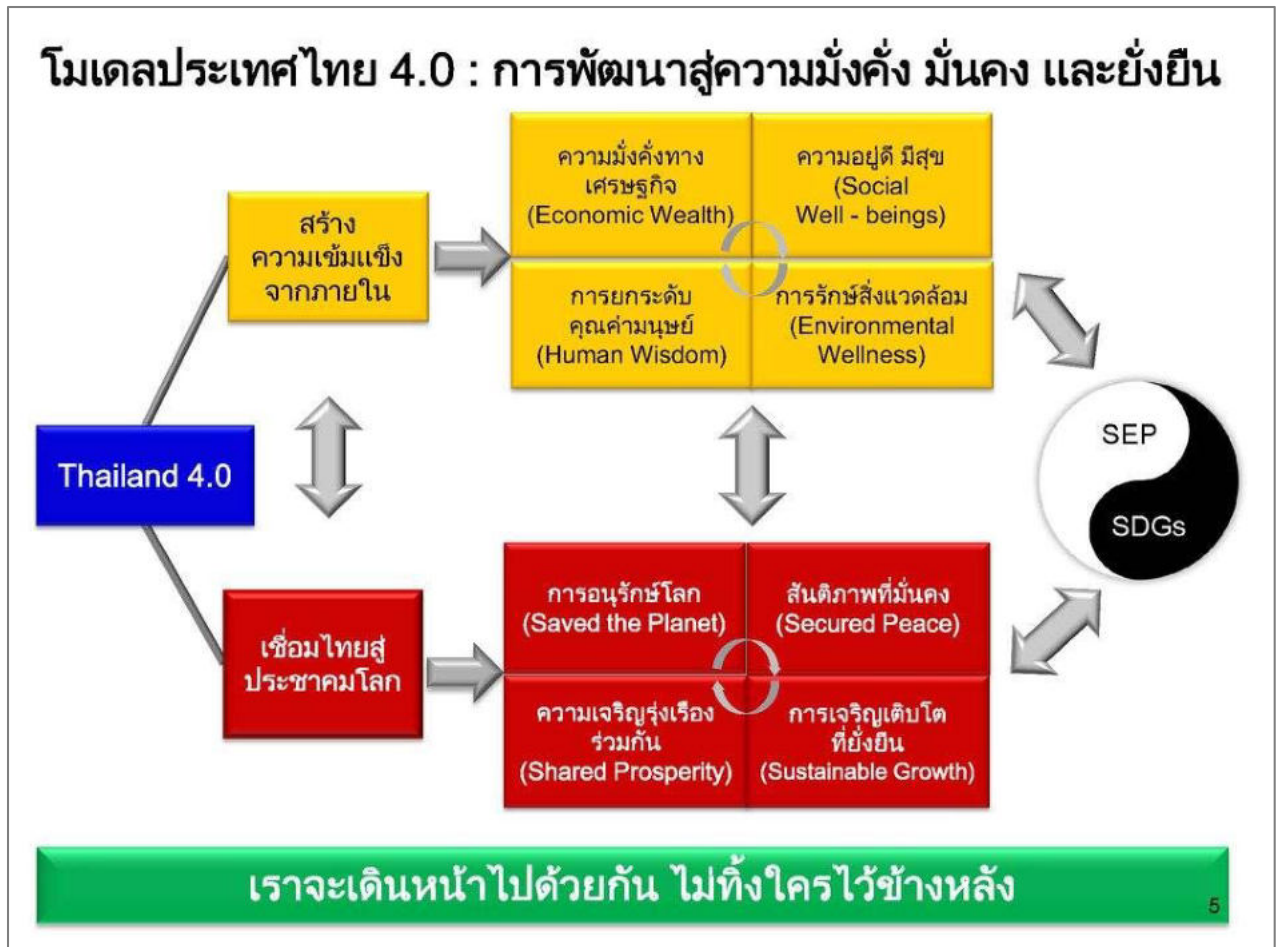 โมเดลประเทศไทย 4.0 : การพัฒนาสู่ความมั่งคั่ง มั่นคง และยั่งยืน
ความมั่งคั่งทาง
เศรษฐกิจ
(Economic Wealth)
ความอยู่ดี มีสุข
(Social
Well - beings)
สร้าง
ความเข้มแข็ง
จากภายใน
การยกระดับ
คุณค่ามนุษย์
(Human Wisdom)
การรักษ์สิ่งแวดล้อม
(Environmental
Wellness)
Thailand 4.0
SEP
SDGs
การอนุรักษ์โลก
(Saved the Planet)
สันติภาพที่มั่นคง
(Secured Peace)
เชื่อมไทยสู่
ประชาคมโลก
ความเจริญรุ่งเรือง
ร่วมกัน
(Shared Prosperity)
การเจริญเติบโต
ที่ยั่งยืน
(Sustainable Growth)
เราจะเดินหน้าไปด้วยกัน ไม่ทิ้งใครไว้ข้างหลัง
5